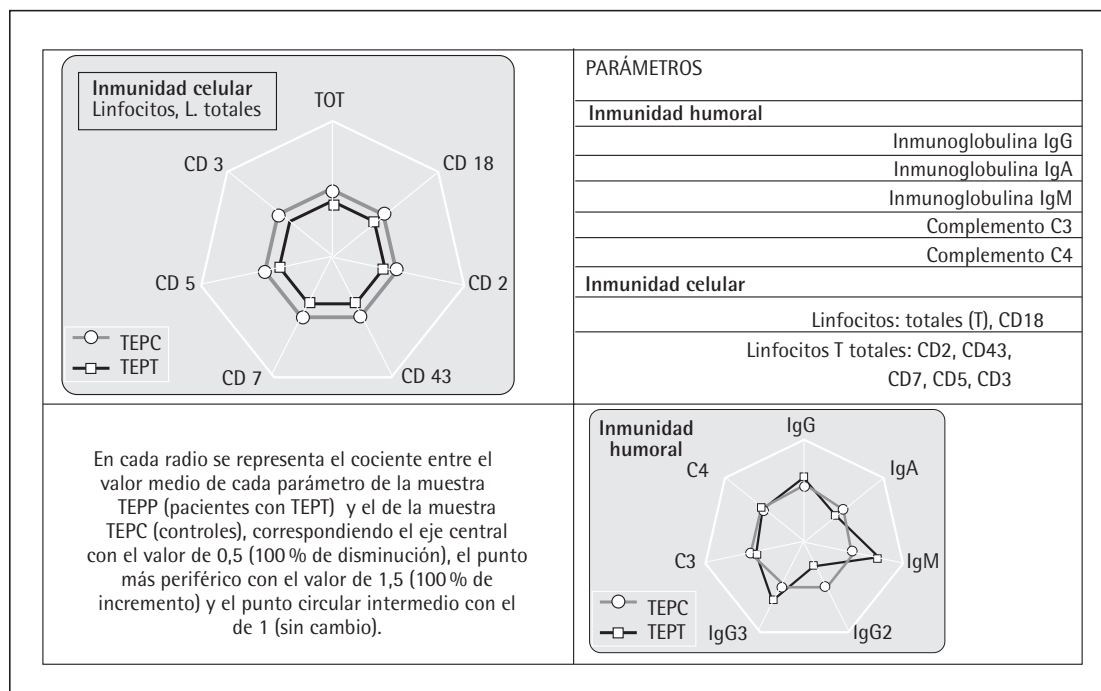 Inmunidad celular
Linfocitos, L. totales
TOT
CD 3
CD 18
CD 5
CD 2
CD 7
CD 43
TEPC
TEPT
PARÁMETROS
Inmunidad humoral
Inmunoglobulina IgG
Inmunoglobulina IgA
Inmunoglobulina IgM
Complemento C3
Complemento C4
Inmunidad celular
Linfocitos: totales (T), CD18
Linfocitos T totales: CD2, CD43,
CD7, CD5, CD3
En cada radio se representa el cociente entre el
valor medio de cada parámetro de la muestra
TEPP (pacientes con TEPT) y el de la muestra
TEPC (controles), correspondiendo el eje central
con el valor de 0,5 (100 % de disminución), el punto
más periférico con el valor de 1,5 (100 % de
incremento) y el punto circular intermedio con el
de 1 (sin cambio).
Inmunidad
humoral
IgG
C4
IgA
C3
IgM
IgG3
IgG2
TEPC
TEPT